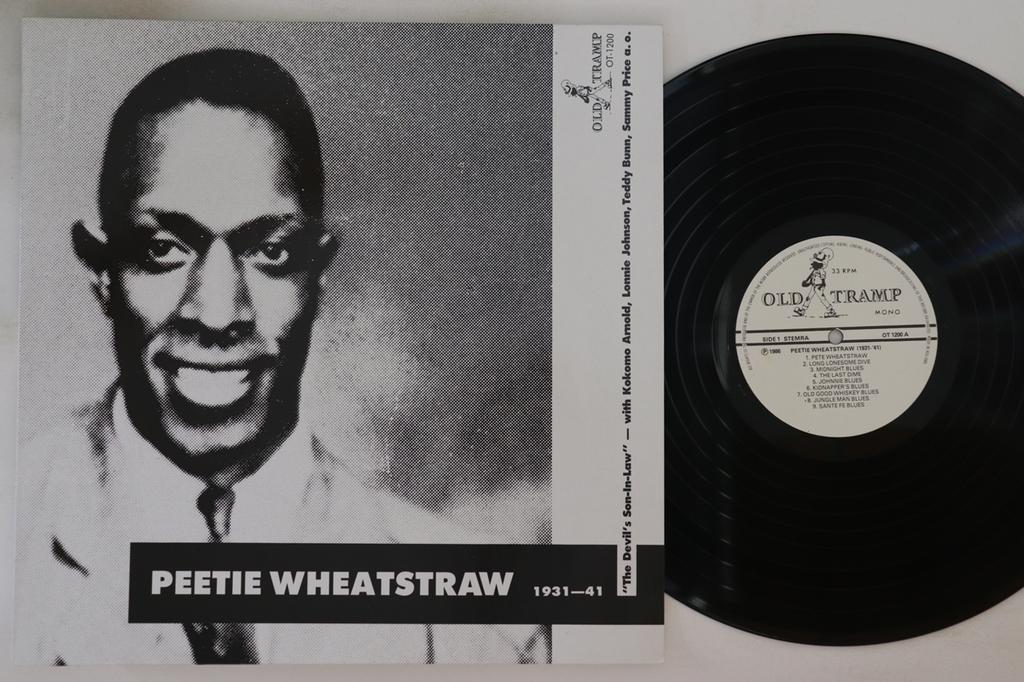 PEETIE WHEATSTRAW 1931—41
"The Devil's Son-In-Law" — with Kokomo Arnold, Lonnie Johnson, Teddy Bunn, Sammy Price a. o.
OLD TRAMP
OT-1200
33 RPM
OLD TRAMP
MONO
SIDE 1 STEMRA OT 1200 A
℗ 1986 PEETIE WHEATSTRAW (1931-'41)
1. PETE WHEATSTRAW
2. LONG LONESOME DIVE
3. MIDNIGHT BLUES
4. THE LAST DIME
5. JOHNNIE BLUES
6. KIDNAPPER'S BLUES
7. OLD GOOD WHISKEY BLUES
8. JUNGLE MAN BLUES
9. SANTE FE BLUES